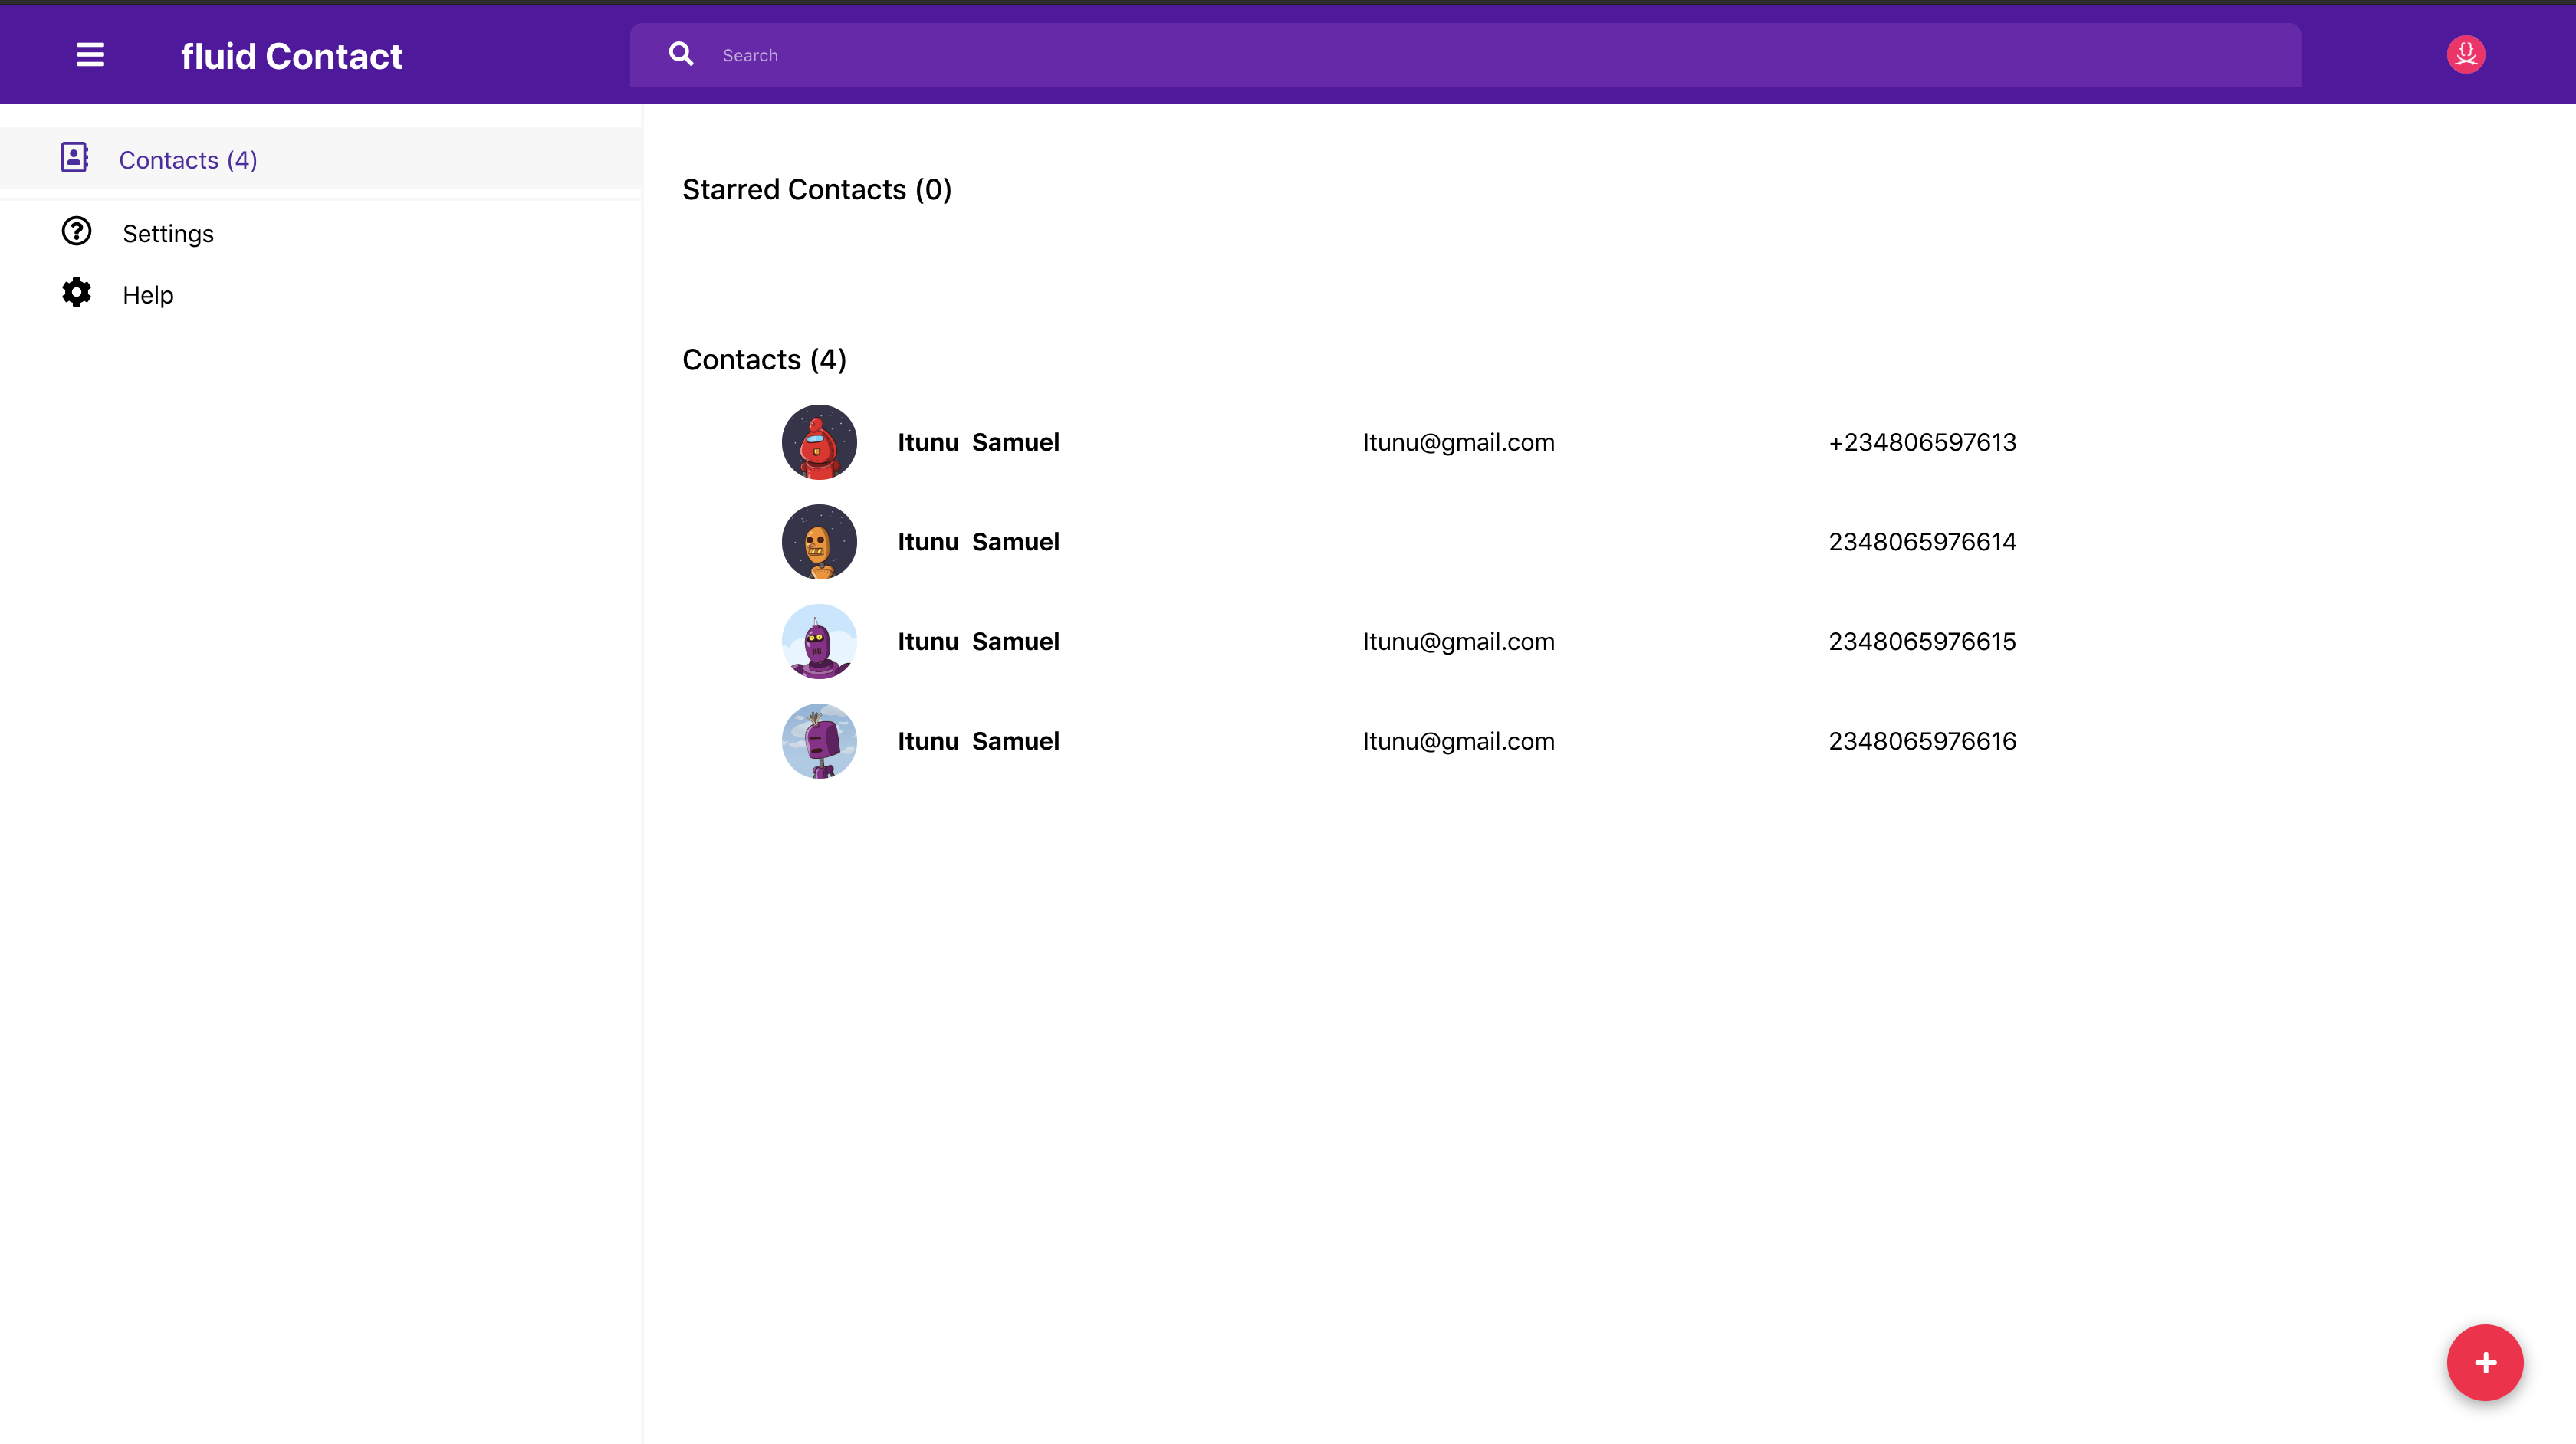 fluid Contact
Search
Contacts (4)
Settings
Help
Starred Contacts (0)
Contacts (4)
Itunu Samuel Itunu@gmail.com +234806597613
Itunu Samuel 2348065976614
Itunu Samuel Itunu@gmail.com 2348065976615
Itunu Samuel Itunu@gmail.com 2348065976616